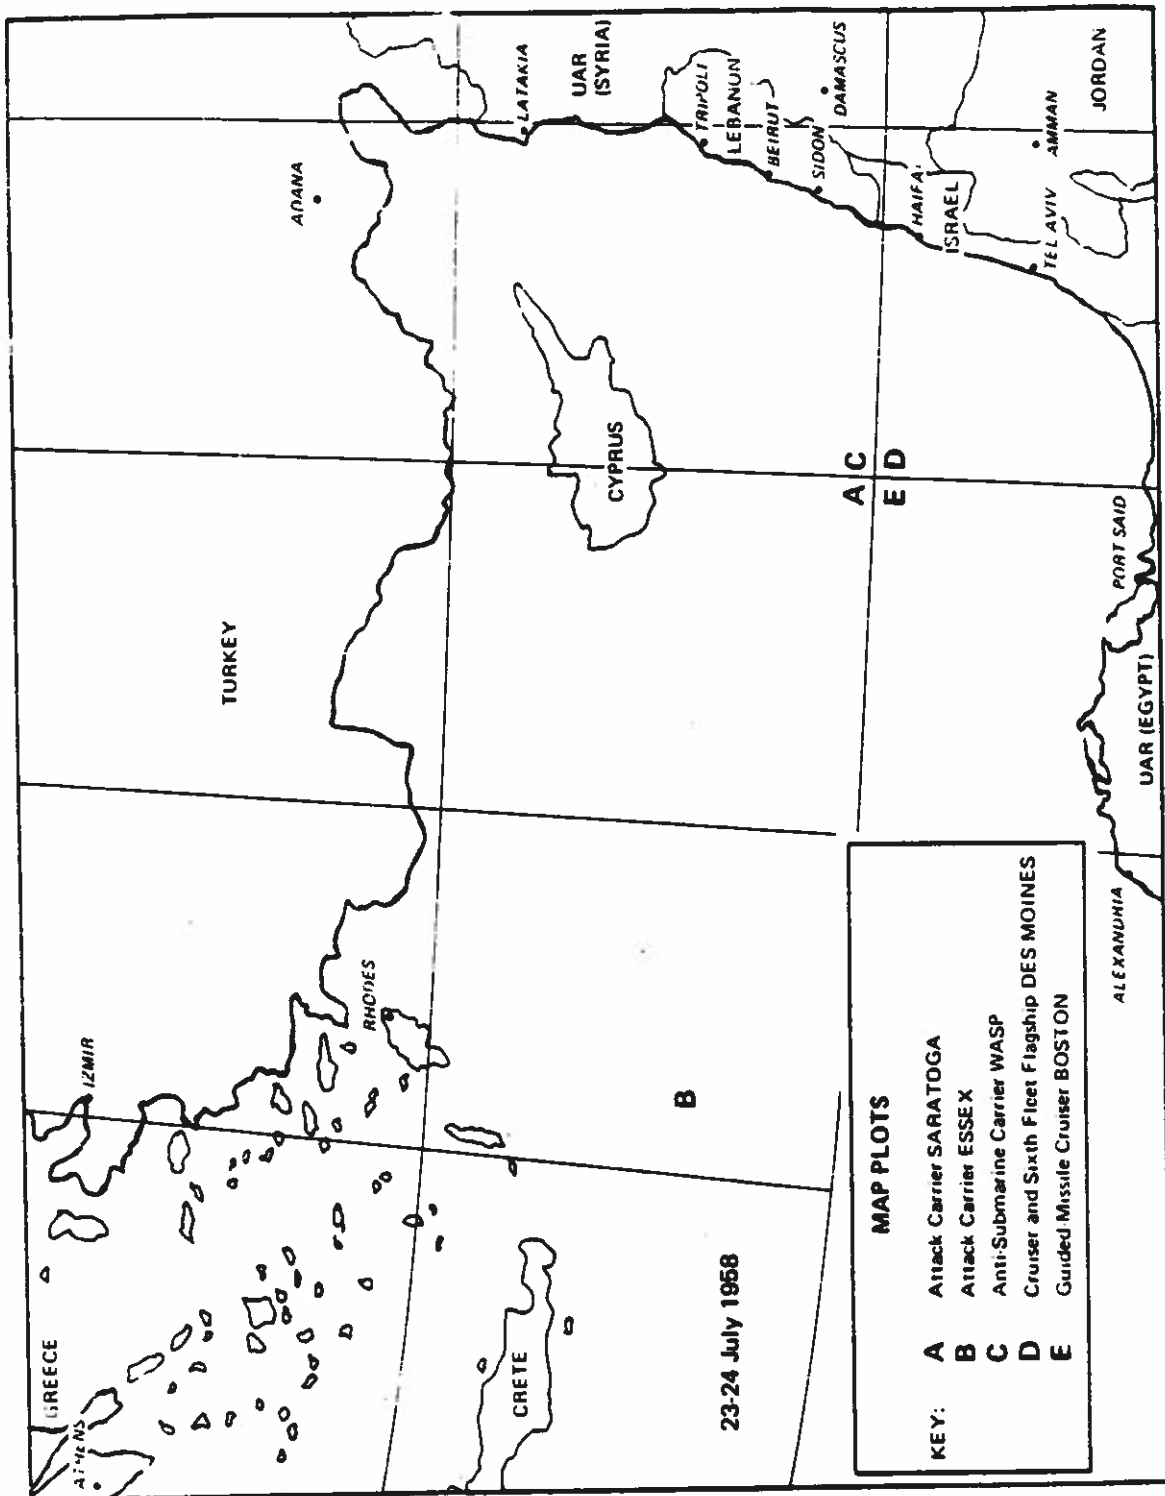 GREECE
ATHENS
IZMIR
TURKEY
ADANA
RHODES
LATAKIA
UAR
(SYRIA)
CRETE
CYPRUS
TRIPOLI
LEBANON
BEIRUT
SIDON
DAMASCUS
B
A C
E D
HAIFA
ISRAEL
TEL AVIV
AMMAN
JORDAN
PORT SAID
UAR (EGYPT)
ALEXANDRIA
23-24 July 1958
MAP PLOTS
KEY: A Attack Carrier SARATOGA
B Attack Carrier ESSEX
C Anti-Submarine Carrier WASP
D Cruiser and Sixth Fleet Flagship DES MOINES
E Guided-Missile Cruiser BOSTON